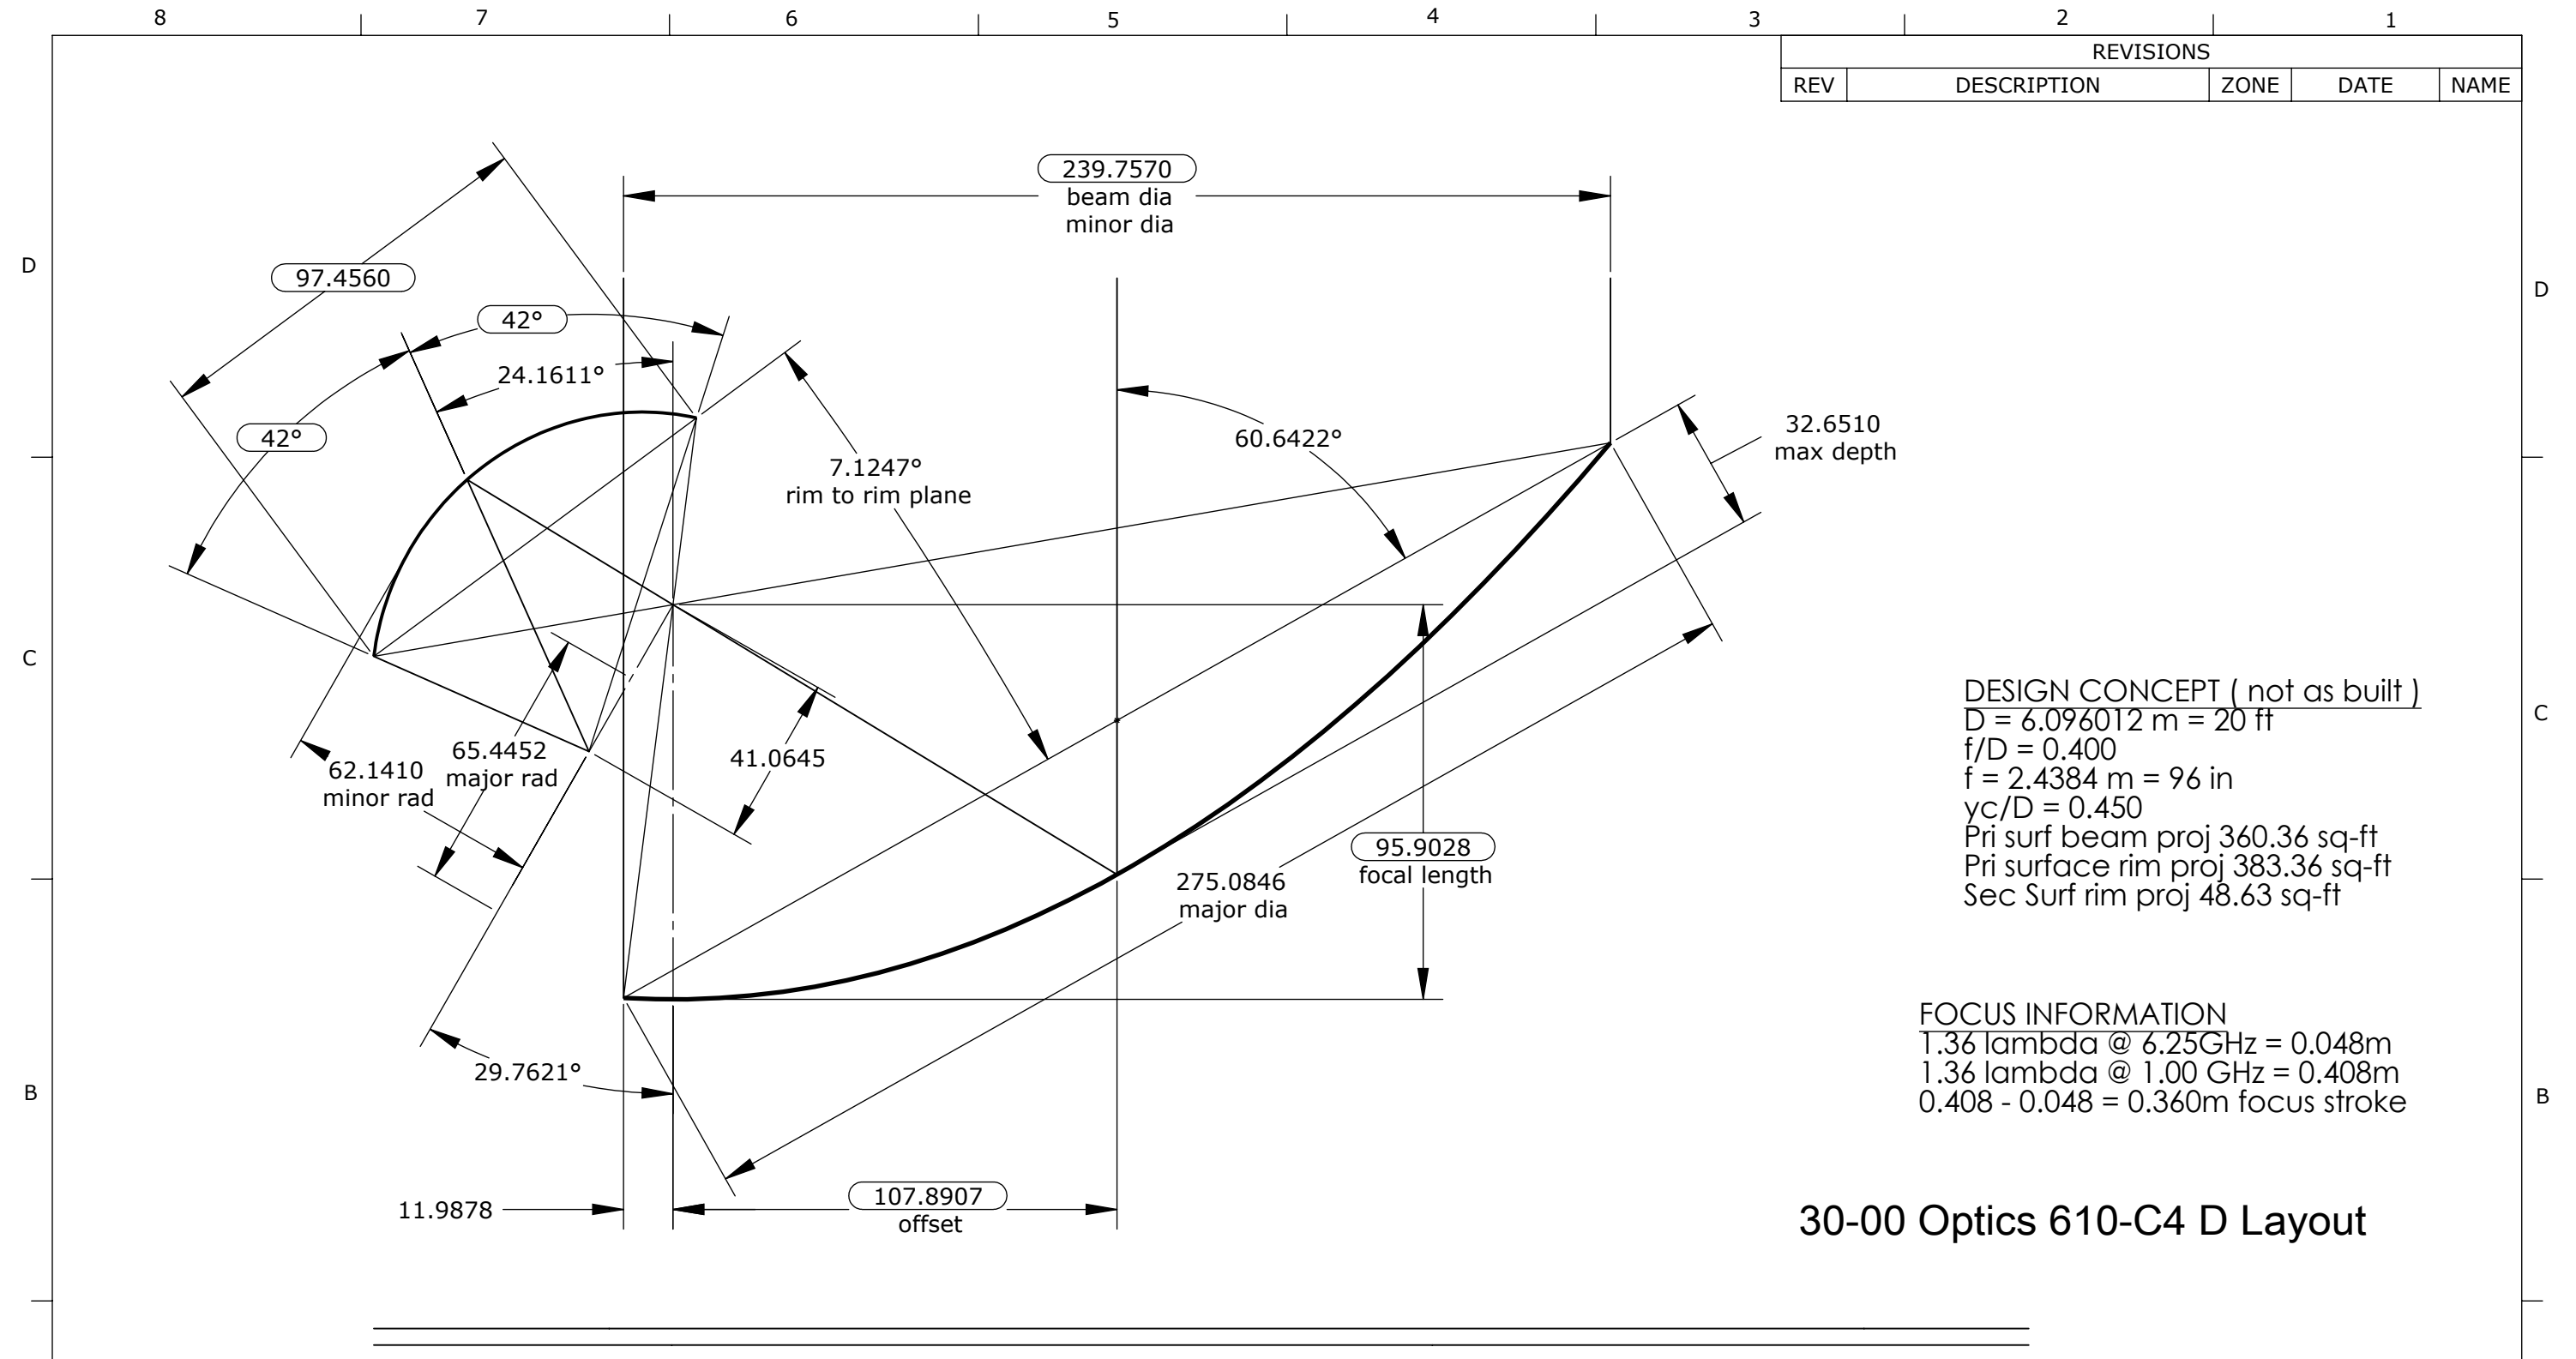 8 7 6 5 4 3 2 1
REVISIONS
REV DESCRIPTION ZONE DATE NAME
239.7570
beam dia
minor dia
D
D
97.4560
42°
24.1611°
42°
7.1247°
rim to rim plane
60.6422°
32.6510
max depth
C
C
65.4452
major rad
62.1410
minor rad
41.0645
95.9028
focal length
275.0846
major dia
DESIGN CONCEPT ( not as built )
D = 6.096012 m = 20 ft
f/D = 0.400
f = 2.4384 m = 96 in
yc/D = 0.450
Pri surf beam proj 360.36 sq-ft
Pri surface rim proj 383.36 sq-ft
Sec Surf rim proj 48.63 sq-ft
FOCUS INFORMATION
1.36 lambda @ 6.25GHz = 0.048m
1.36 lambda @ 1.00 GHz = 0.408m
0.408 - 0.048 = 0.360m focus stroke
B
B
29.7621°
11.9878
107.8907
offset
30-00 Optics 610-C4 D Layout